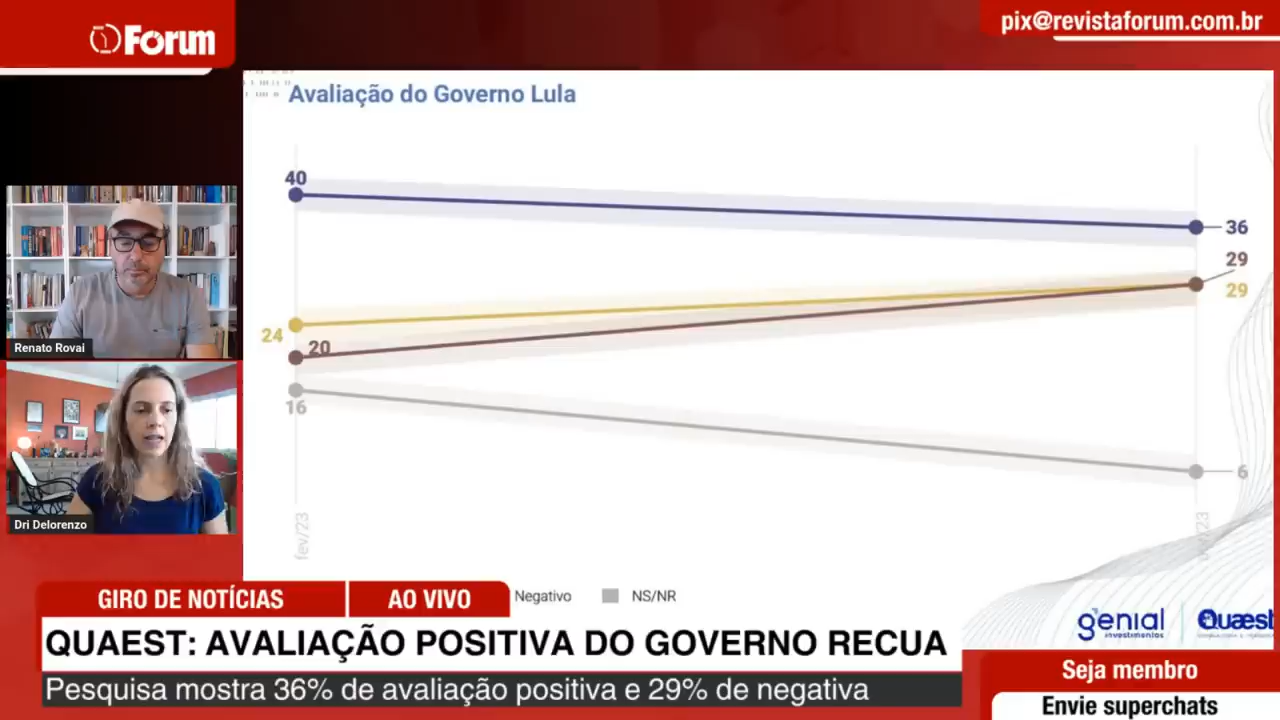 Forum
pix@revistaforum.com.br
Avaliação do Governo Lula
40
36
29
29
24
20
16
6
fev/23
Renato Rovai
Dri Delorenzo
Negativo
NS/NR
GIRO DE NOTÍCIAS
AO VIVO
QUAEST: AVALIAÇÃO POSITIVA DO GOVERNO RECUA
Pesquisa mostra 36% de avaliação positiva e 29% de negativa
genial
investimentos
Quaest
Seja membro
Envie superchats